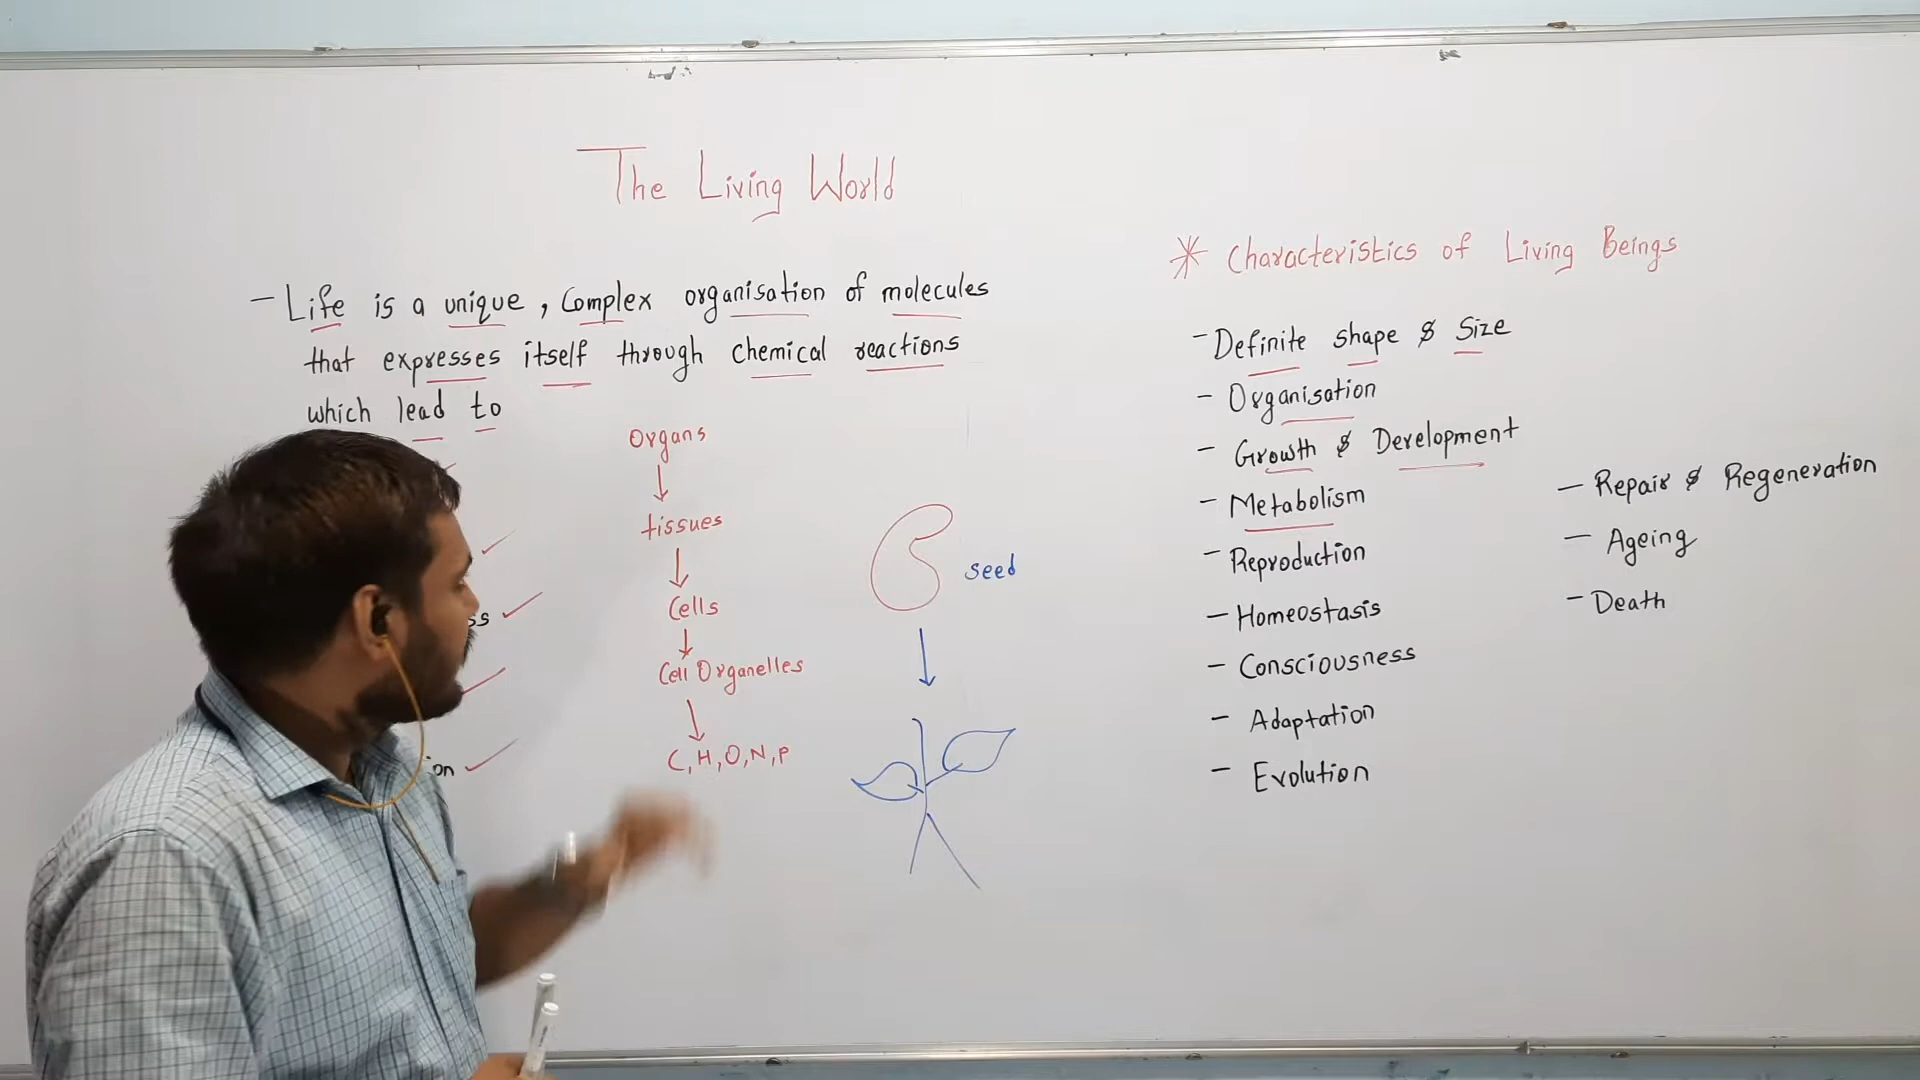 The Living World
- Life is a unique, Complex organisation of molecules
that expresses itself through chemical reactions
which lead to
Organs
↓
tissues
↓
Cells
↓
Cell Organelles
↓
C, H, O, N, P
seed
* Characteristics of Living Beings
- Definite shape & Size
- Organisation
- Growth & Development
- Metabolism
- Reproduction
- Homeostasis
- Consciousness
- Adaptation
- Evolution
- Repair & Regeneration
- Ageing
- Death